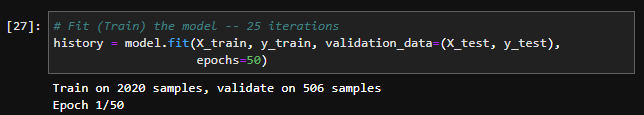 [27]: # Fit (Train) the model -- 25 iterations
history = model.fit(X_train, y_train, validation_data=(X_test, y_test),
epochs=50)
Train on 2020 samples, validate on 506 samples
Epoch 1/50